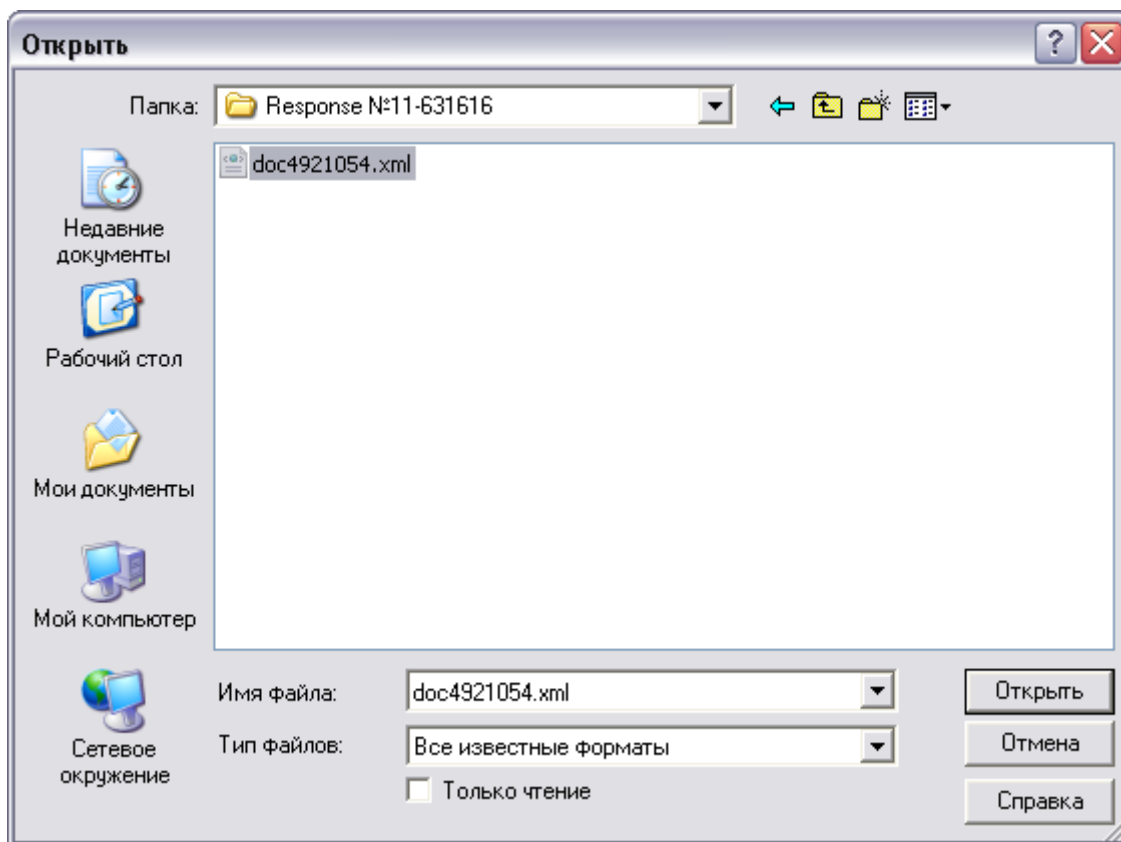 Открыть
Папка: Response №11-631616
doc4921054.xml
Недавние
документы
Рабочий стол
Мои документы
Мой компьютер
Сетевое
окружение
Имя файла: doc4921054.xml Открыть
Тип файлов: Все известные форматы Отмена
Только чтение
Справка